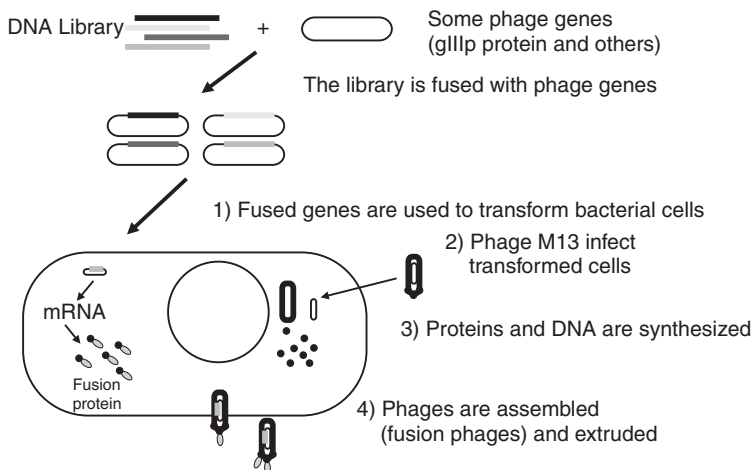 DNA Library
+
Some phage genes
(gIIIp protein and others)
The library is fused with phage genes
1) Fused genes are used to transform bacterial cells
2) Phage M13 infect
transformed cells
mRNA
3) Proteins and DNA are synthesized
Fusion
protein
4) Phages are assembled
(fusion phages) and extruded